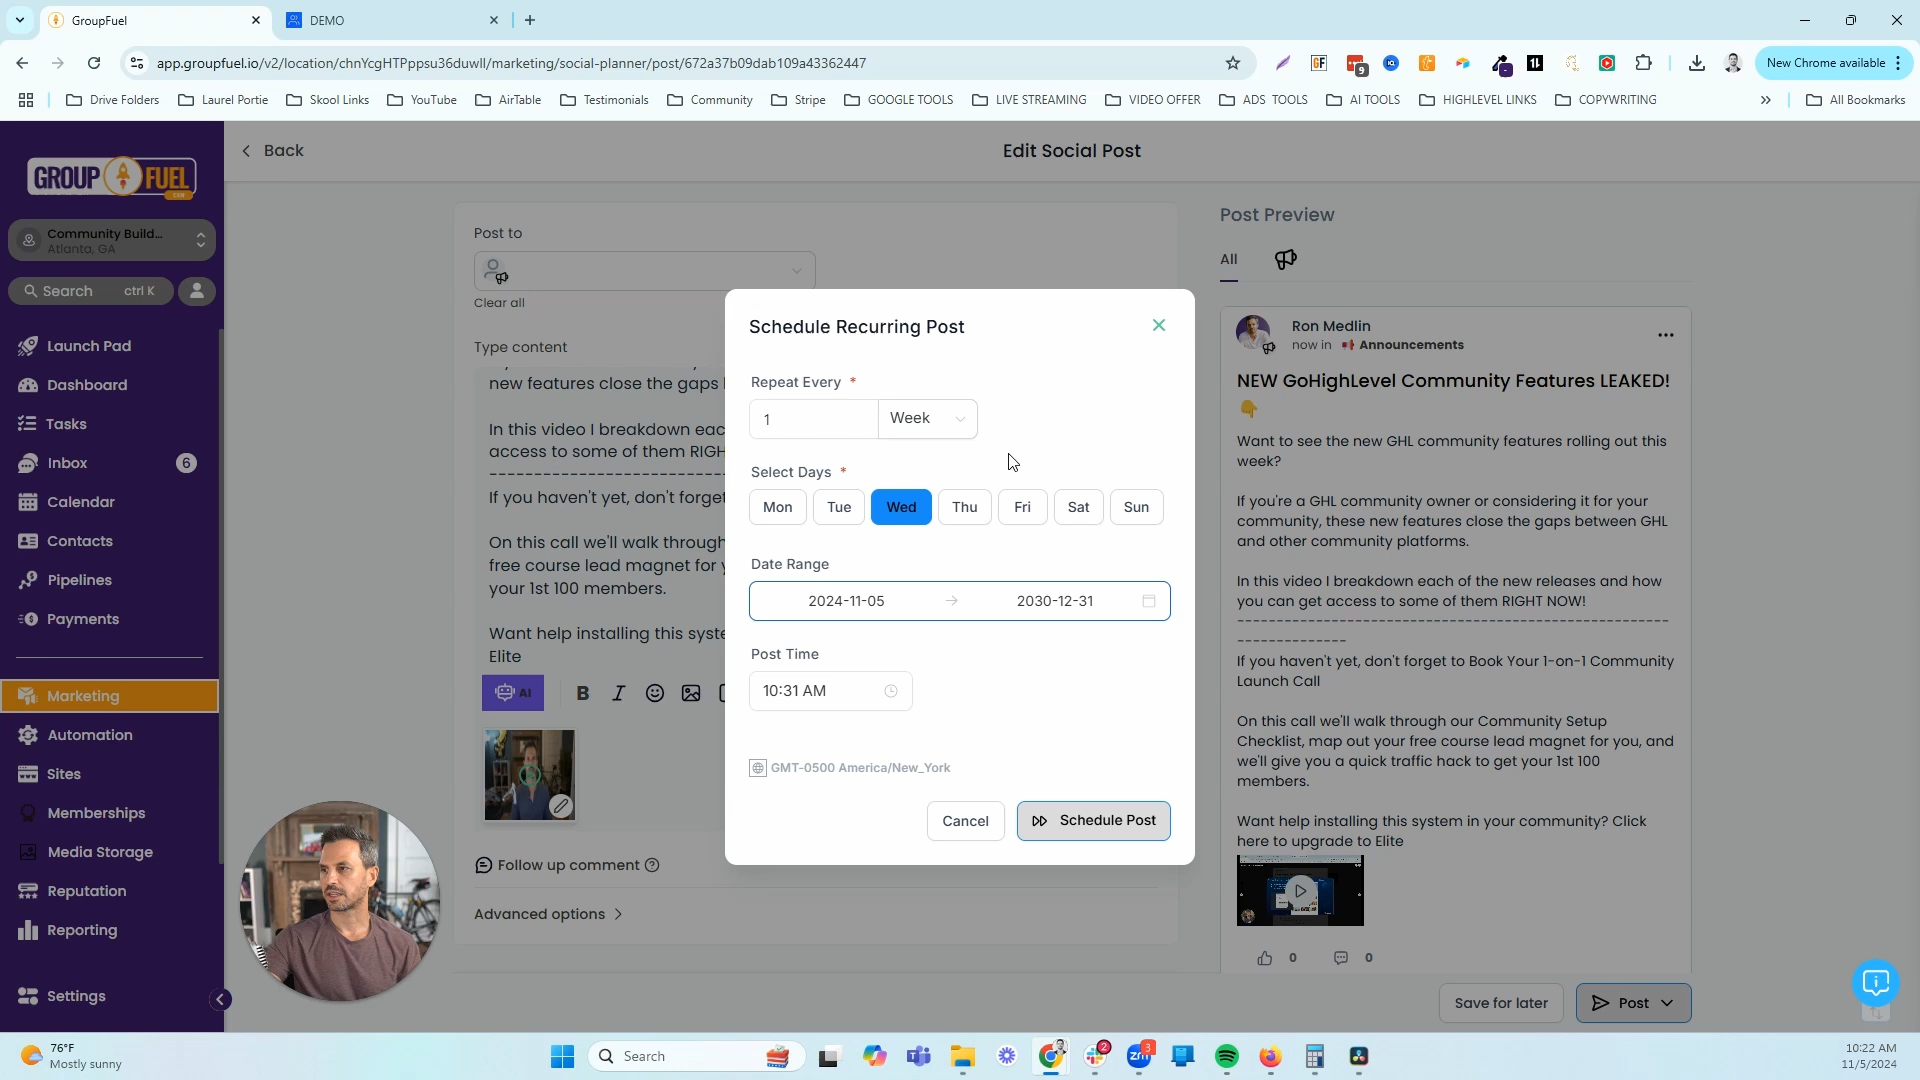 GroupFuel
DEMO
app.groupfuel.io/v2/location/chnYcgHTPppsu36duwIl/marketing/social-planner/post/672a37b09dab109a43362447
9
New Chrome available
Drive Folders
Laurel Portie
Skool Links
YouTube
AirTable
Testimonials
Community
Stripe
GOOGLE TOOLS
LIVE STREAMING
VIDEO OFFER
ADS TOOLS
AI TOOLS
HIGHLEVEL LINKS
COPYWRITING
All Bookmarks
GROUP FUEL
.COM
Community Build...
Atlanta, GA
Search ctrl K
Launch Pad
Dashboard
Tasks
Inbox 6
Calendar
Contacts
Pipelines
Payments
Marketing
Automation
Sites
Memberships
Media Storage
Reputation
Reporting
Settings
Back
Edit Social Post
Post to
Clear all
Type content
new features close the gaps
In this video I breakdown eac
access to some of them RIGH
--------------------------
If you haven't yet, don't forget
On this call we'll walk through
free course lead magnet for y
your 1st 100 members.
Want help installing this syste
Elite
AI
B I
Follow up comment
Advanced options
Schedule Recurring Post
Repeat Every *
1 Week
Select Days *
Mon Tue Wed Thu Fri Sat Sun
Date Range
2024-11-05 → 2030-12-31
Post Time
10:31 AM
GMT-0500 America/New_York
Cancel
Schedule Post
Post Preview
All
Ron Medlin
now in Announcements
NEW GoHighLevel Community Features LEAKED!
👇
Want to see the new GHL community features rolling out this
week?
If you're a GHL community owner or considering it for your
community, these new features close the gaps between GHL
and other community platforms.
In this video I breakdown each of the new releases and how
you can get access to some of them RIGHT NOW!
-------------------------------------------------------
--------------
If you haven't yet, don't forget to Book Your 1-on-1 Community
Launch Call
On this call we'll walk through our Community Setup
Checklist, map out your free course lead magnet for you, and
we'll give you a quick traffic hack to get your 1st 100
members.
Want help installing this system in your community? Click
here to upgrade to Elite
0 0
Save for later
Post
76°F
Mostly sunny
Search
2
3
10:22 AM
11/5/2024